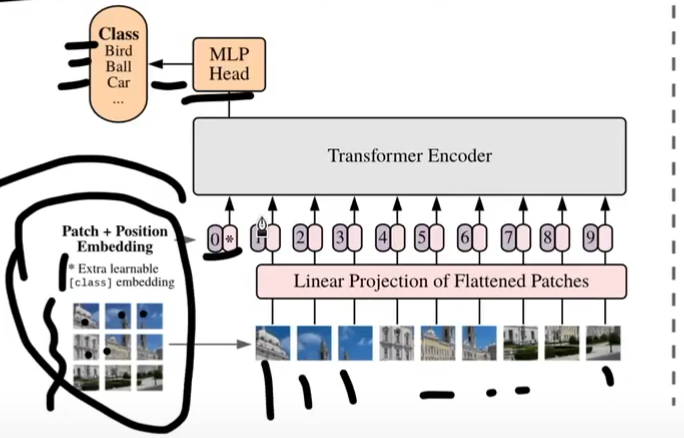 Class
Bird
Ball
Car
...
MLP
Head
Transformer Encoder
Patch + Position
Embedding
* Extra learnable
[class] embedding
0 * 2 3 4 5 6 7 8 9
Linear Projection of Flattened Patches